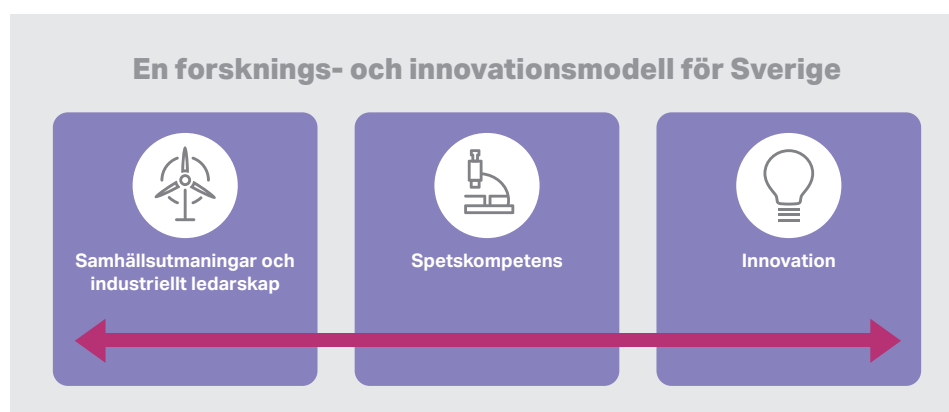 En forsknings- och innovationsmodell för Sverige
Samhällsutmaningar och
industriellt ledarskap
Spetskompetens
Innovation